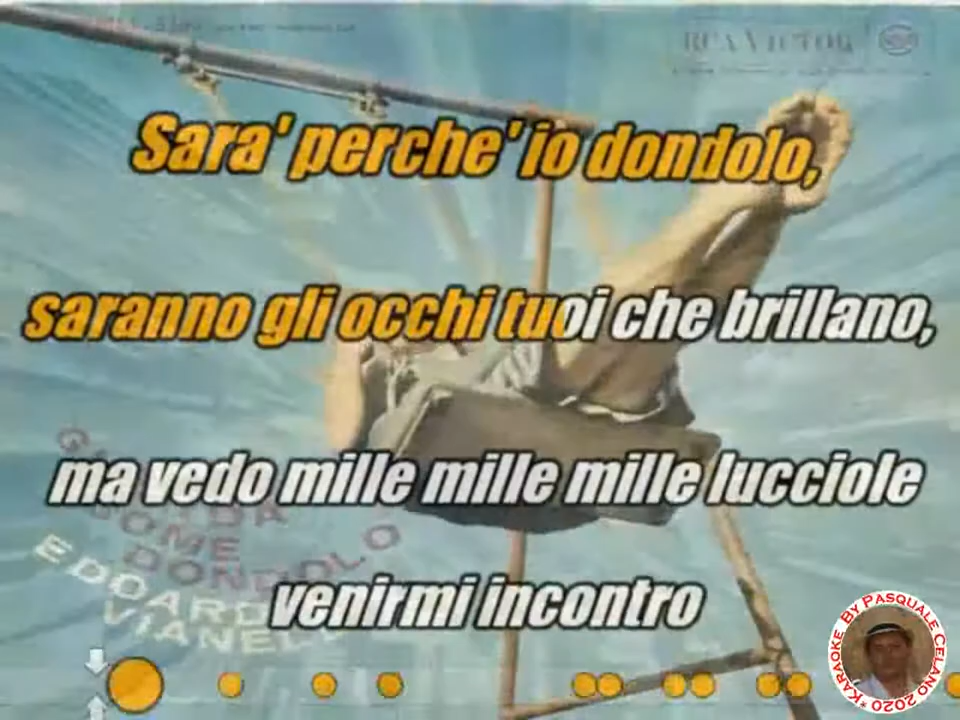 RCA VICTOR
Sara' perche' io dondolo,
saranno gli occhi tuoi che brillano,
ma vedo mille mille mille lucciole
GUARDA
COME
DONDOLO
EDOARDO
VIANELLO
venirmi incontro
KARAOKE By PASQUALE CELANO 2020 *